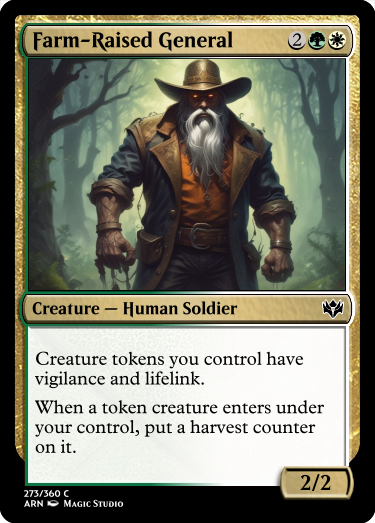 Farm-Raised General 2
Creature — Human Soldier
Creature tokens you control have
vigilance and lifelink.
When a token creature enters under
your control, put a harvest counter
on it.
2/2
273/360 C
ARN Magic Studio